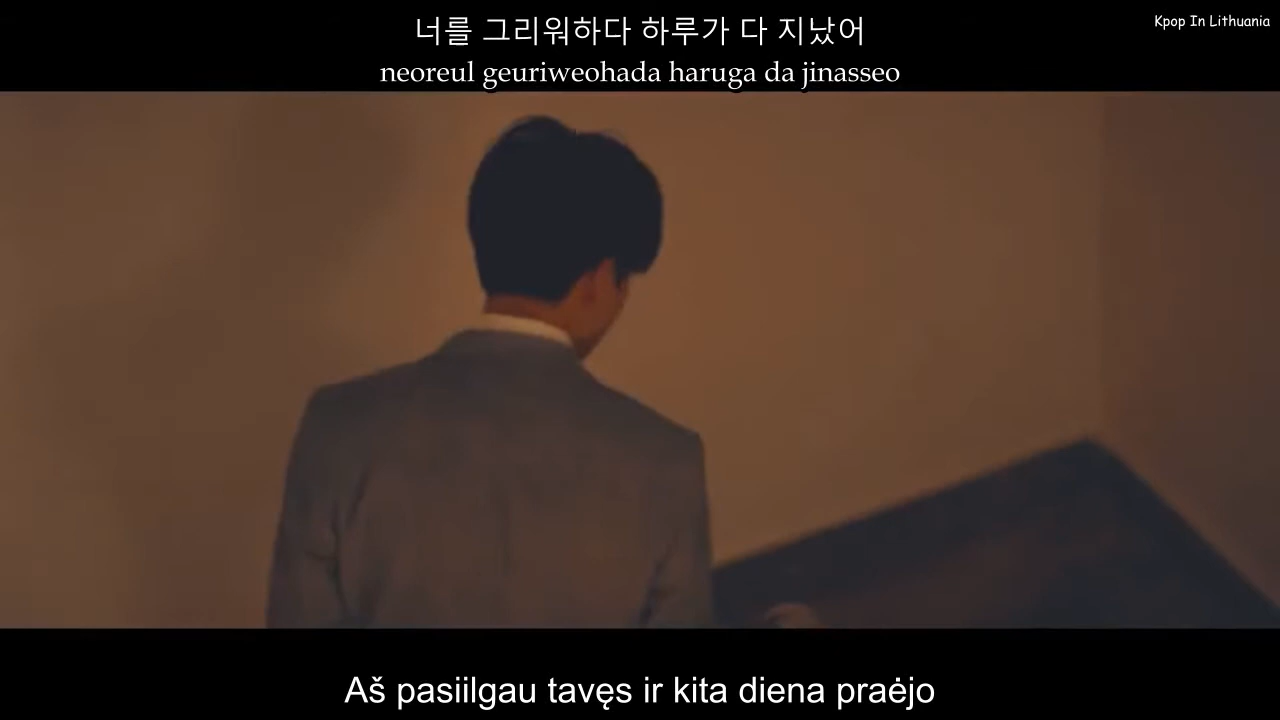 너를 그리워하다 하루가 다 지났어
Kpop In Lithuania
neoreul geuriweohada haruga da jinasseo
Aš pasiilgau tavęs ir kita diena praėjo